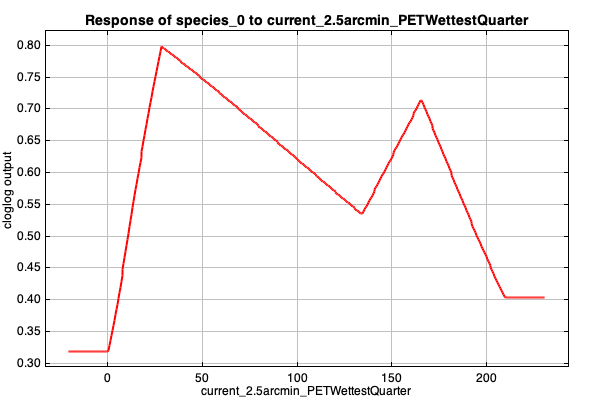 Response of species_0 to current_2.5arcmin_PETWettestQuarter
0.80
0.75
0.70
0.65
0.60
0.55
0.50
0.45
0.40
0.35
0.30
cloglog output
0 50 100 150 200
current_2.5arcmin_PETWettestQuarter